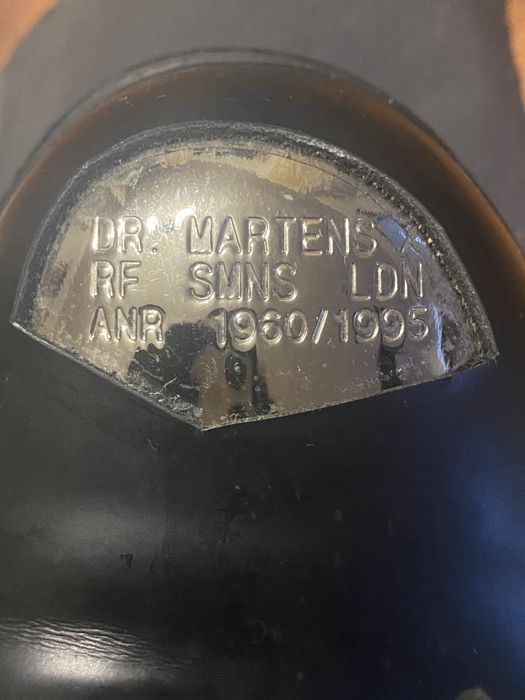 DR. MARTENS X
RF SMNS LDN
ANR 1960/1995